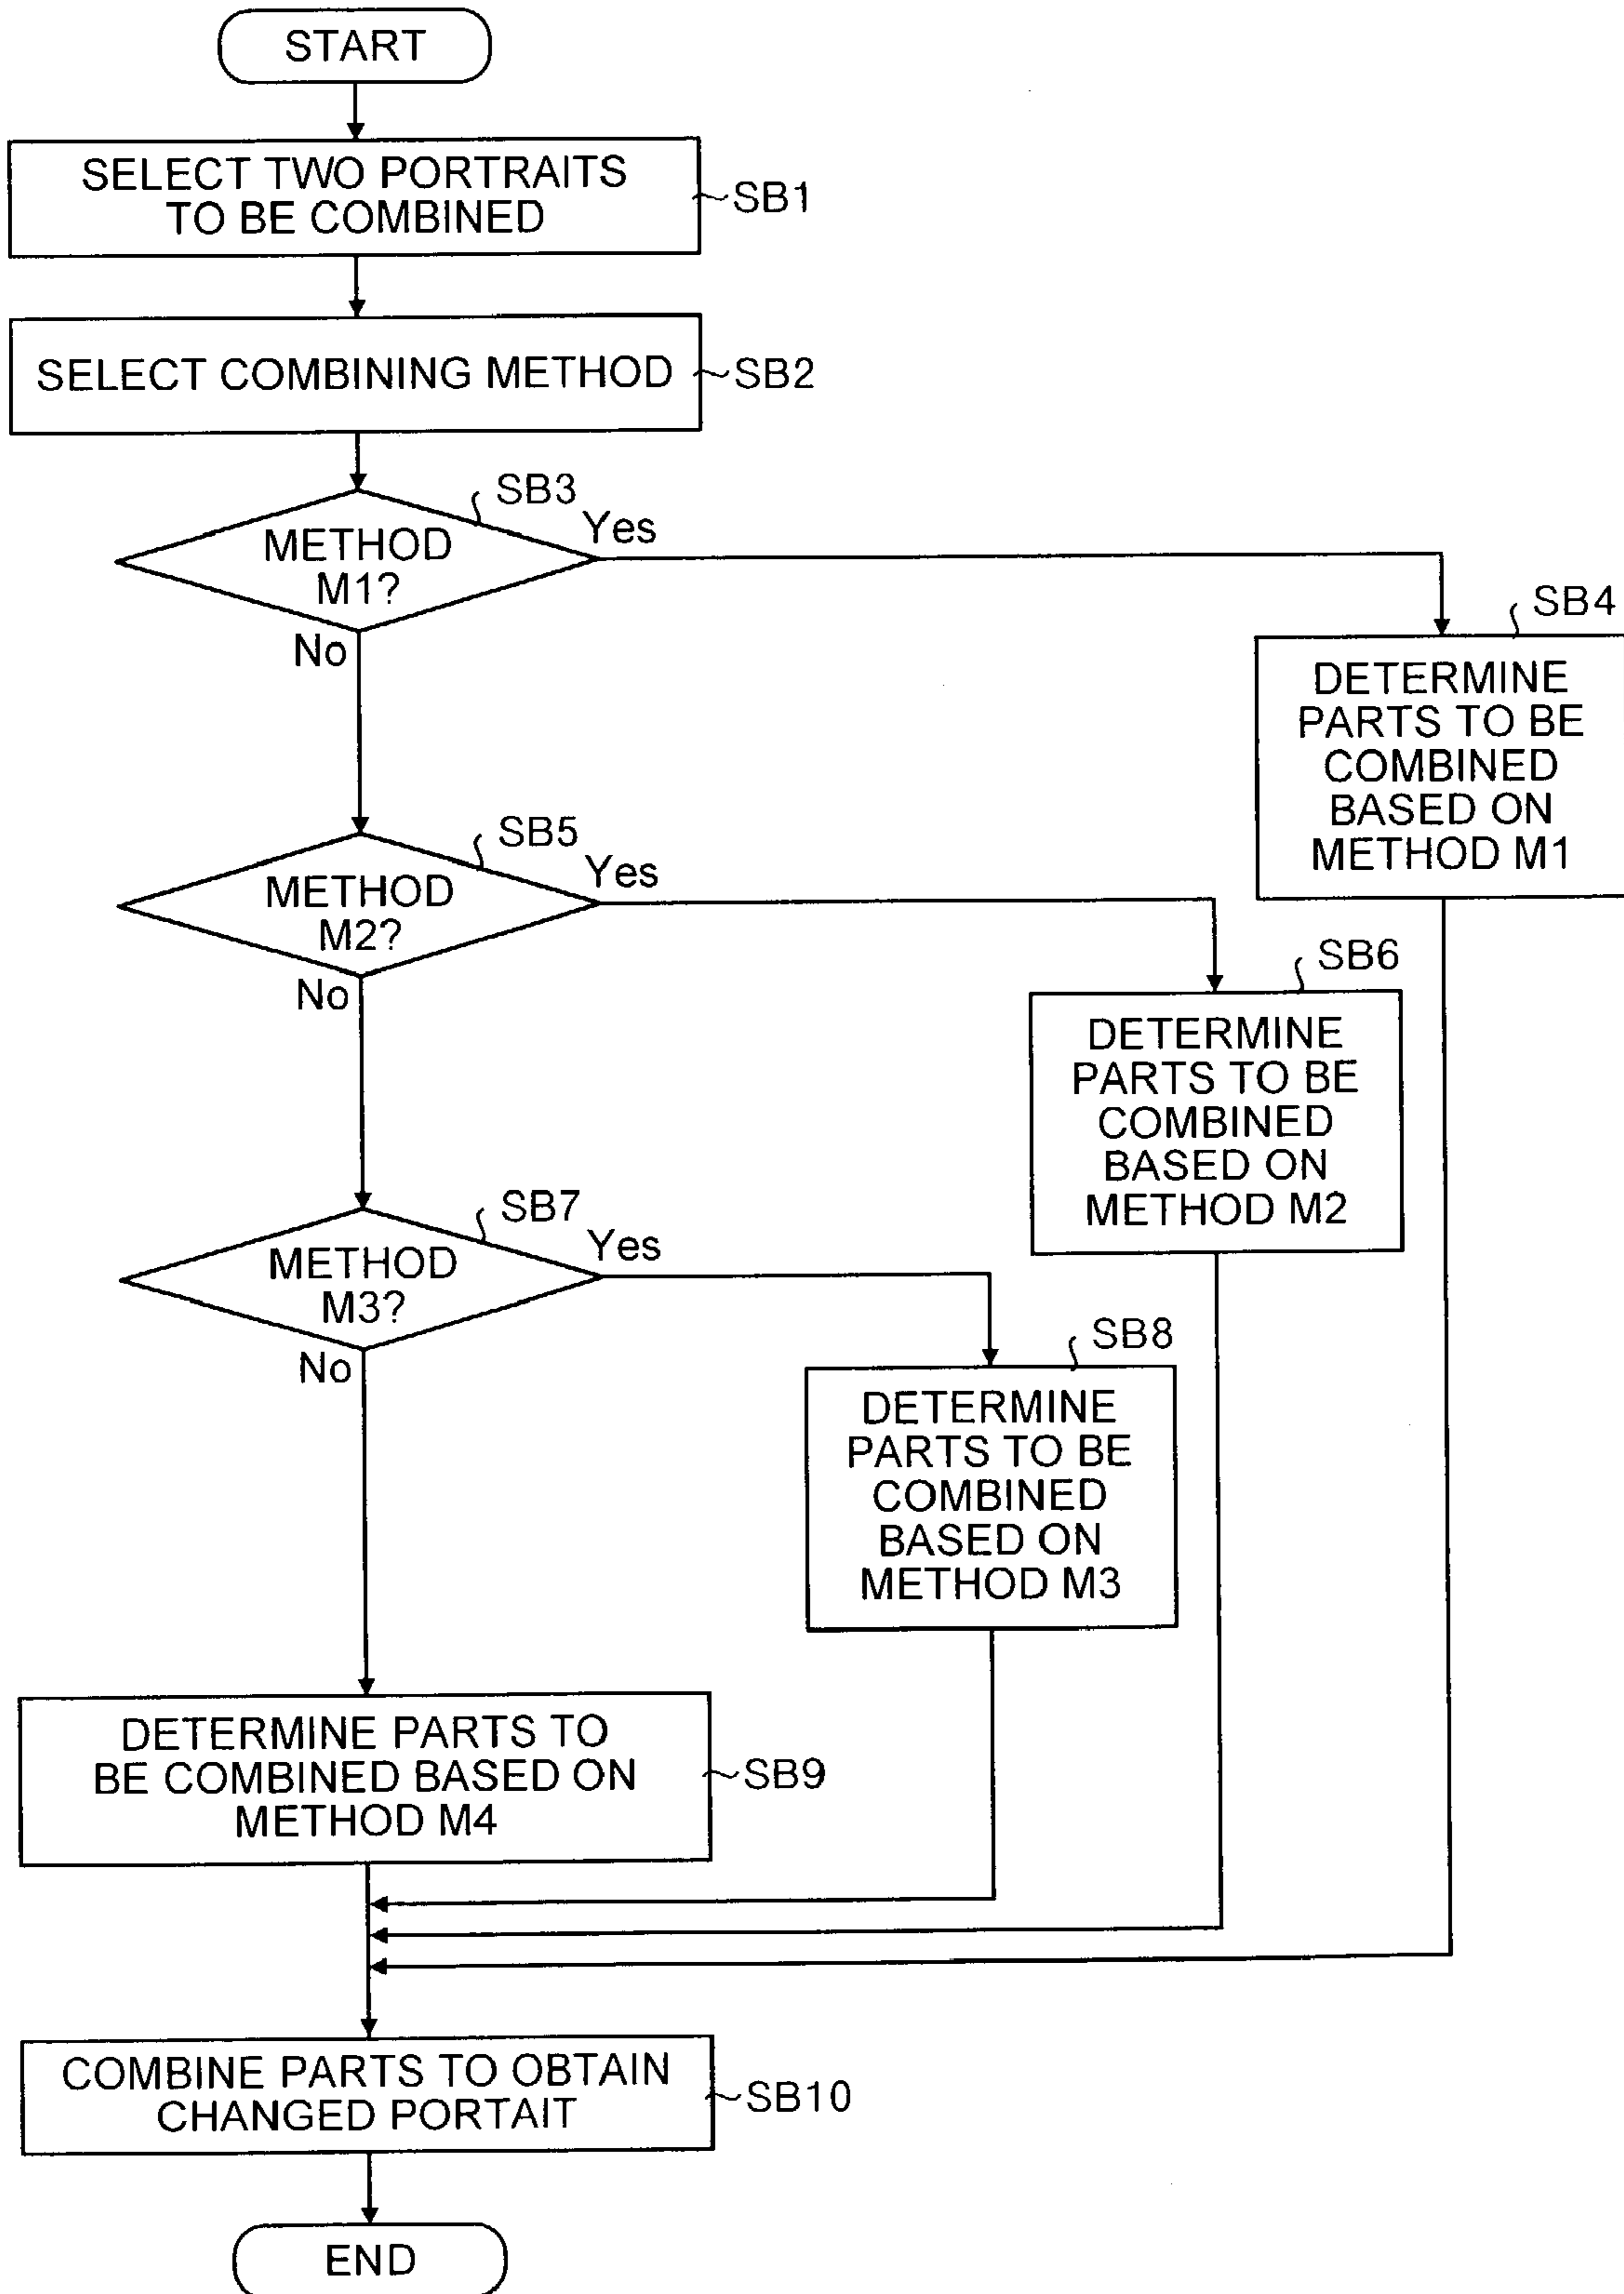 START
SELECT TWO PORTRAITS
TO BE COMBINED
SB1
SELECT COMBINING METHOD
SB2
SB3
METHOD
M1?
Yes
No
SB4
DETERMINE
PARTS TO BE
COMBINED
BASED ON
METHOD M1
SB5
METHOD
M2?
Yes
No
SB6
DETERMINE
PARTS TO BE
COMBINED
BASED ON
METHOD M2
SB7
METHOD
M3?
Yes
No
SB8
DETERMINE
PARTS TO BE
COMBINED
BASED ON
METHOD M3
DETERMINE PARTS TO
BE COMBINED BASED ON
METHOD M4
SB9
COMBINE PARTS TO OBTAIN
CHANGED PORTAIT
SB10
END